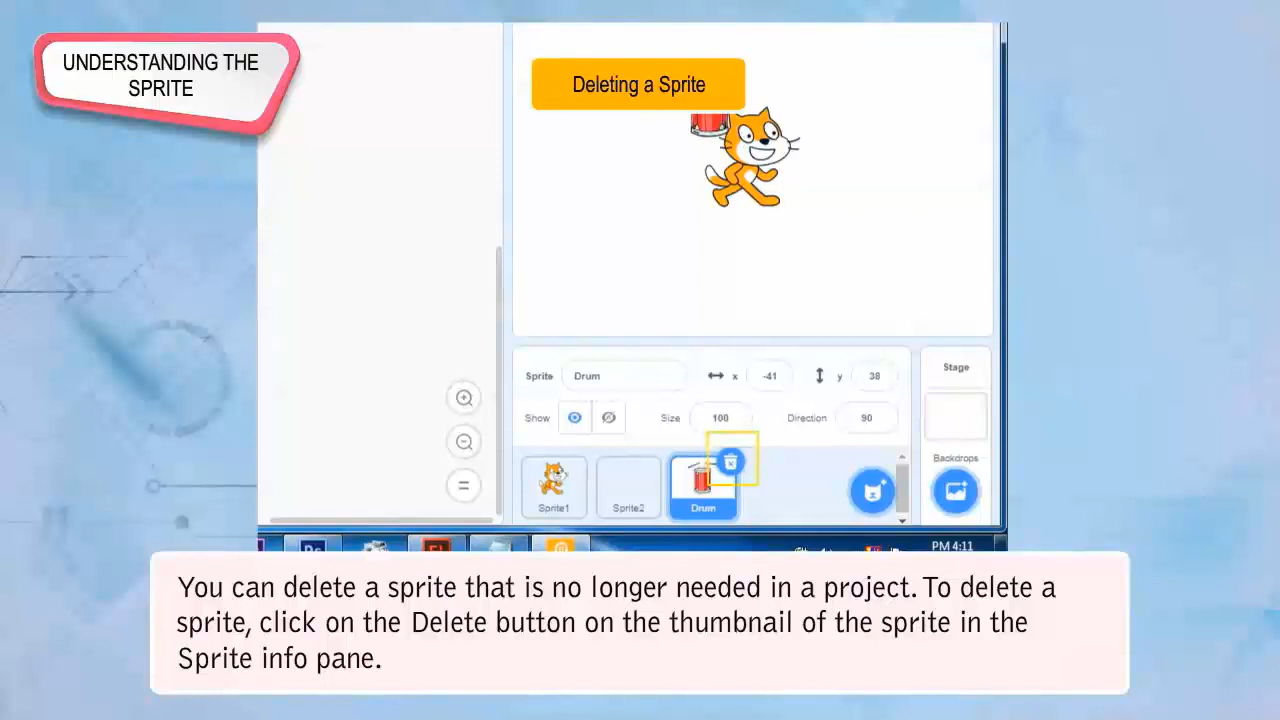 UNDERSTANDING THE
SPRITE
Deleting a Sprite
Sprite Drum x -41 y 38
Show Size 100 Direction 90
Stage
Backdrops
Sprite1 Sprite2 Drum
PM 4:11
You can delete a sprite that is no longer needed in a project. To delete a
sprite, click on the Delete button on the thumbnail of the sprite in the
Sprite info pane.